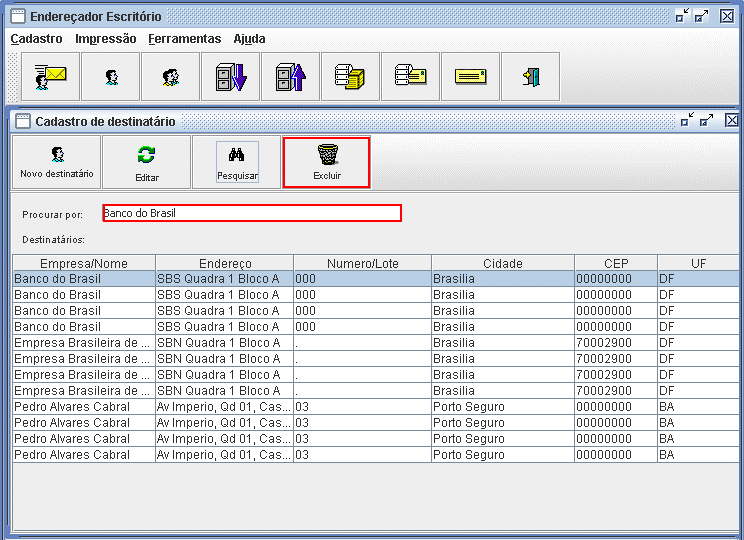 Endereçador Escritório
Cadastro Impressão Ferramentas Ajuda
Cadastro de destinatário
Novo destinatário Editar Pesquisar Excluir
Procurar por: Banco do Brasil
Destinatários:
Empresa/Nome Endereço Numero/Lote Cidade CEP UF
Banco do Brasil SBS Quadra 1 Bloco A 000 Brasilia 00000000 DF
Banco do Brasil SBS Quadra 1 Bloco A 000 Brasilia 00000000 DF
Banco do Brasil SBS Quadra 1 Bloco A 000 Brasilia 00000000 DF
Banco do Brasil SBS Quadra 1 Bloco A 000 Brasilia 00000000 DF
Empresa Brasileira de ... SBN Quadra 1 Bloco A . Brasilia 70002900 DF
Empresa Brasileira de ... SBN Quadra 1 Bloco A . Brasilia 70002900 DF
Empresa Brasileira de ... SBN Quadra 1 Bloco A . Brasilia 70002900 DF
Empresa Brasileira de ... SBN Quadra 1 Bloco A . Brasilia 70002900 DF
Pedro Alvares Cabral Av Imperio, Qd 01, Cas... 03 Porto Seguro 00000000 BA
Pedro Alvares Cabral Av Imperio, Qd 01, Cas... 03 Porto Seguro 00000000 BA
Pedro Alvares Cabral Av Imperio, Qd 01, Cas... 03 Porto Seguro 00000000 BA
Pedro Alvares Cabral Av Imperio, Qd 01, Cas... 03 Porto Seguro 00000000 BA